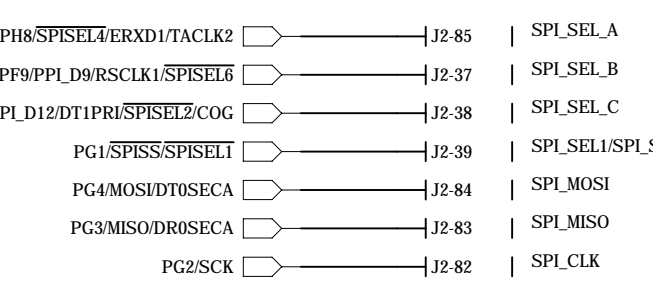 PH8/SPISEL4/ERXD1/TACLK2 J2-85 | SPI_SEL_A
PF9/PPI_D9/RSCLK1/SPISEL6 J2-37 | SPI_SEL_B
PI_D12/DT1PRI/SPISEL2/COG J2-38 | SPI_SEL_C
PG1/SPISS/SPISEL1 J2-39 | SPI_SEL1/SPI_S
PG4/MOSI/DT0SECA J2-84 | SPI_MOSI
PG3/MISO/DR0SECA J2-83 | SPI_MISO
PG2/SCK J2-82 | SPI_CLK